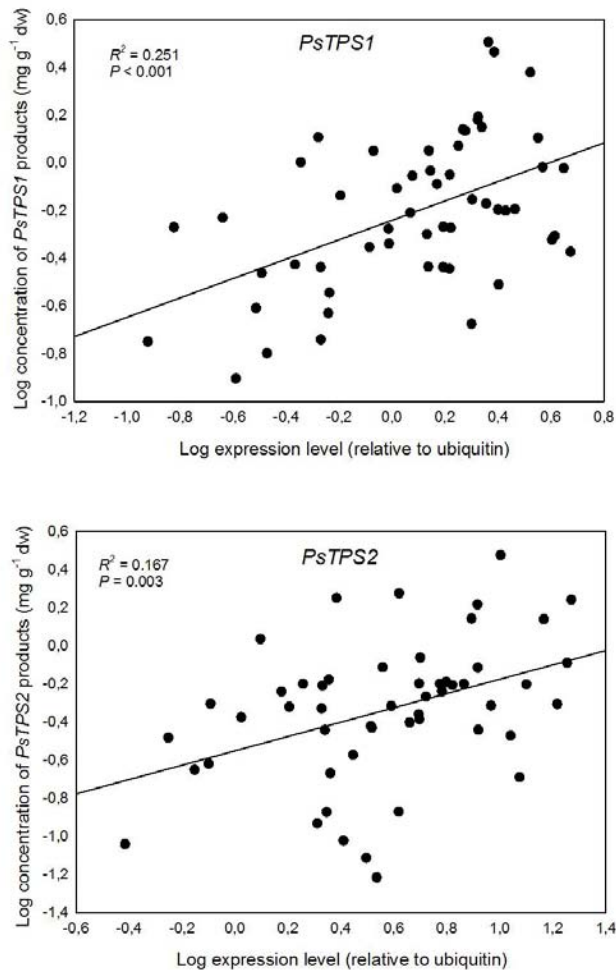 PsTPS1
R² = 0.251
P < 0.001
Log concentration of PsTPS1 products (mg g⁻¹ dw)
0,6
0,4
0,2
0,0
-0,2
-0,4
-0,6
-0,8
-1,0
-1,2 -1,0 -0,8 -0,6 -0,4 -0,2 0,0 0,2 0,4 0,6 0,8
Log expression level (relative to ubiquitin)
PsTPS2
R² = 0.167
P = 0.003
Log concentration of PsTPS2 products (mg g⁻¹ dw)
0,6
0,4
0,2
0,0
-0,2
-0,4
-0,6
-0,8
-1,0
-1,2
-1,4
-0,6 -0,4 -0,2 0,0 0,2 0,4 0,6 0,8 1,0 1,2 1,4
Log expression level (relative to ubiquitin)